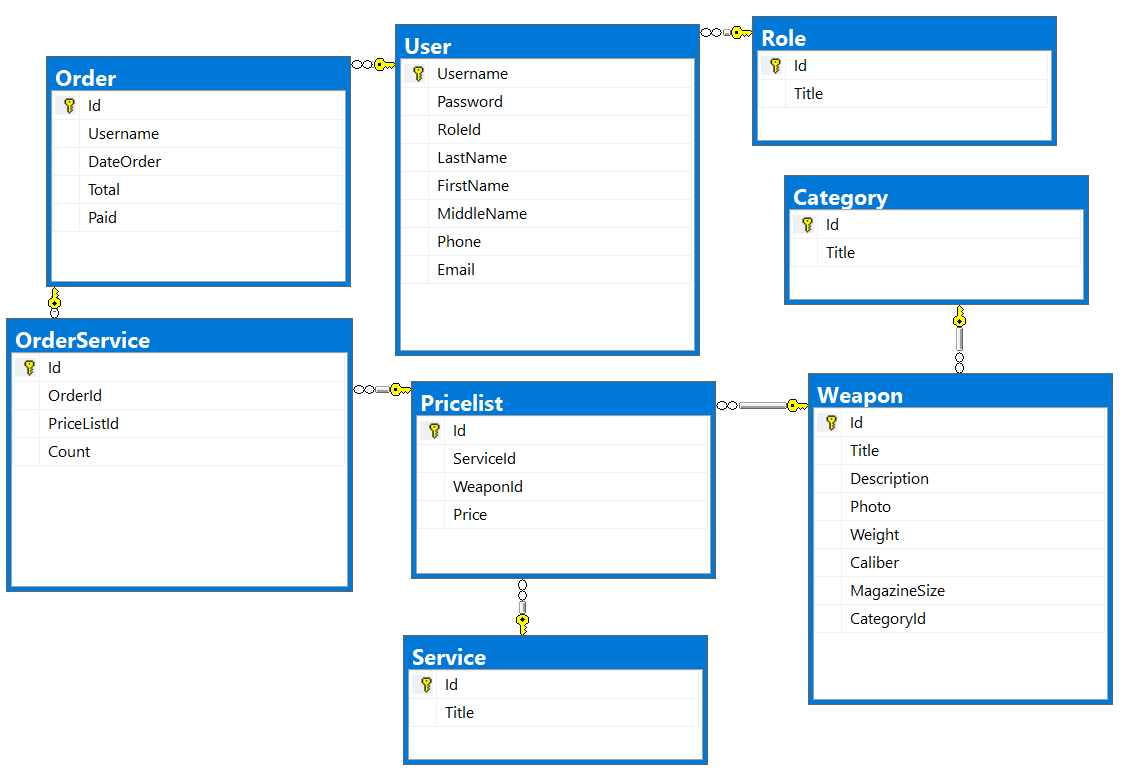 Order
Id
Username
DateOrder
Total
Paid
User
Username
Password
RoleId
LastName
FirstName
MiddleName
Phone
Email
Role
Id
Title
Category
Id
Title
OrderService
Id
OrderId
PriceListId
Count
Pricelist
Id
ServiceId
WeaponId
Price
Weapon
Id
Title
Description
Photo
Weight
Caliber
MagazineSize
CategoryId
Service
Id
Title